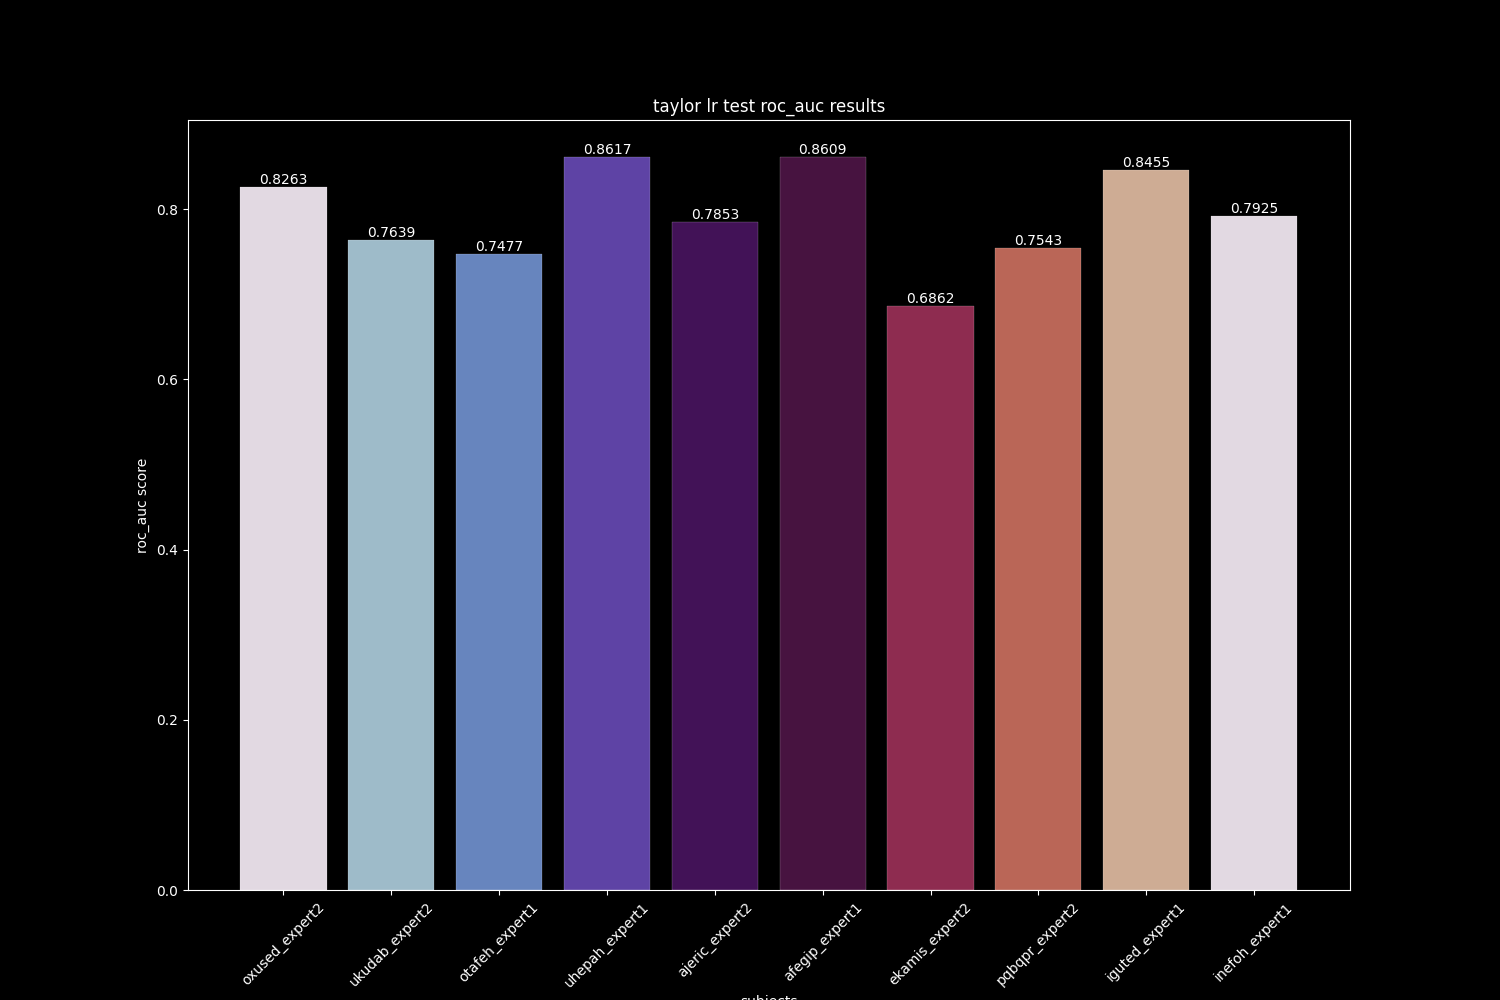 taylor lr test roc_auc results
0.8263
0.7639
0.7477
0.8617
0.7853
0.8609
0.6862
0.7543
0.8455
0.7925
0.8
0.6
0.4
0.2
0.0
roc_auc score
oxused_expert2
ukudab_expert2
otafeh_expert1
uhepah_expert1
ajeric_expert2
afegip_expert1
ekamis_expert2
pqbqpr_expert2
iguted_expert1
inefoh_expert1
subjects